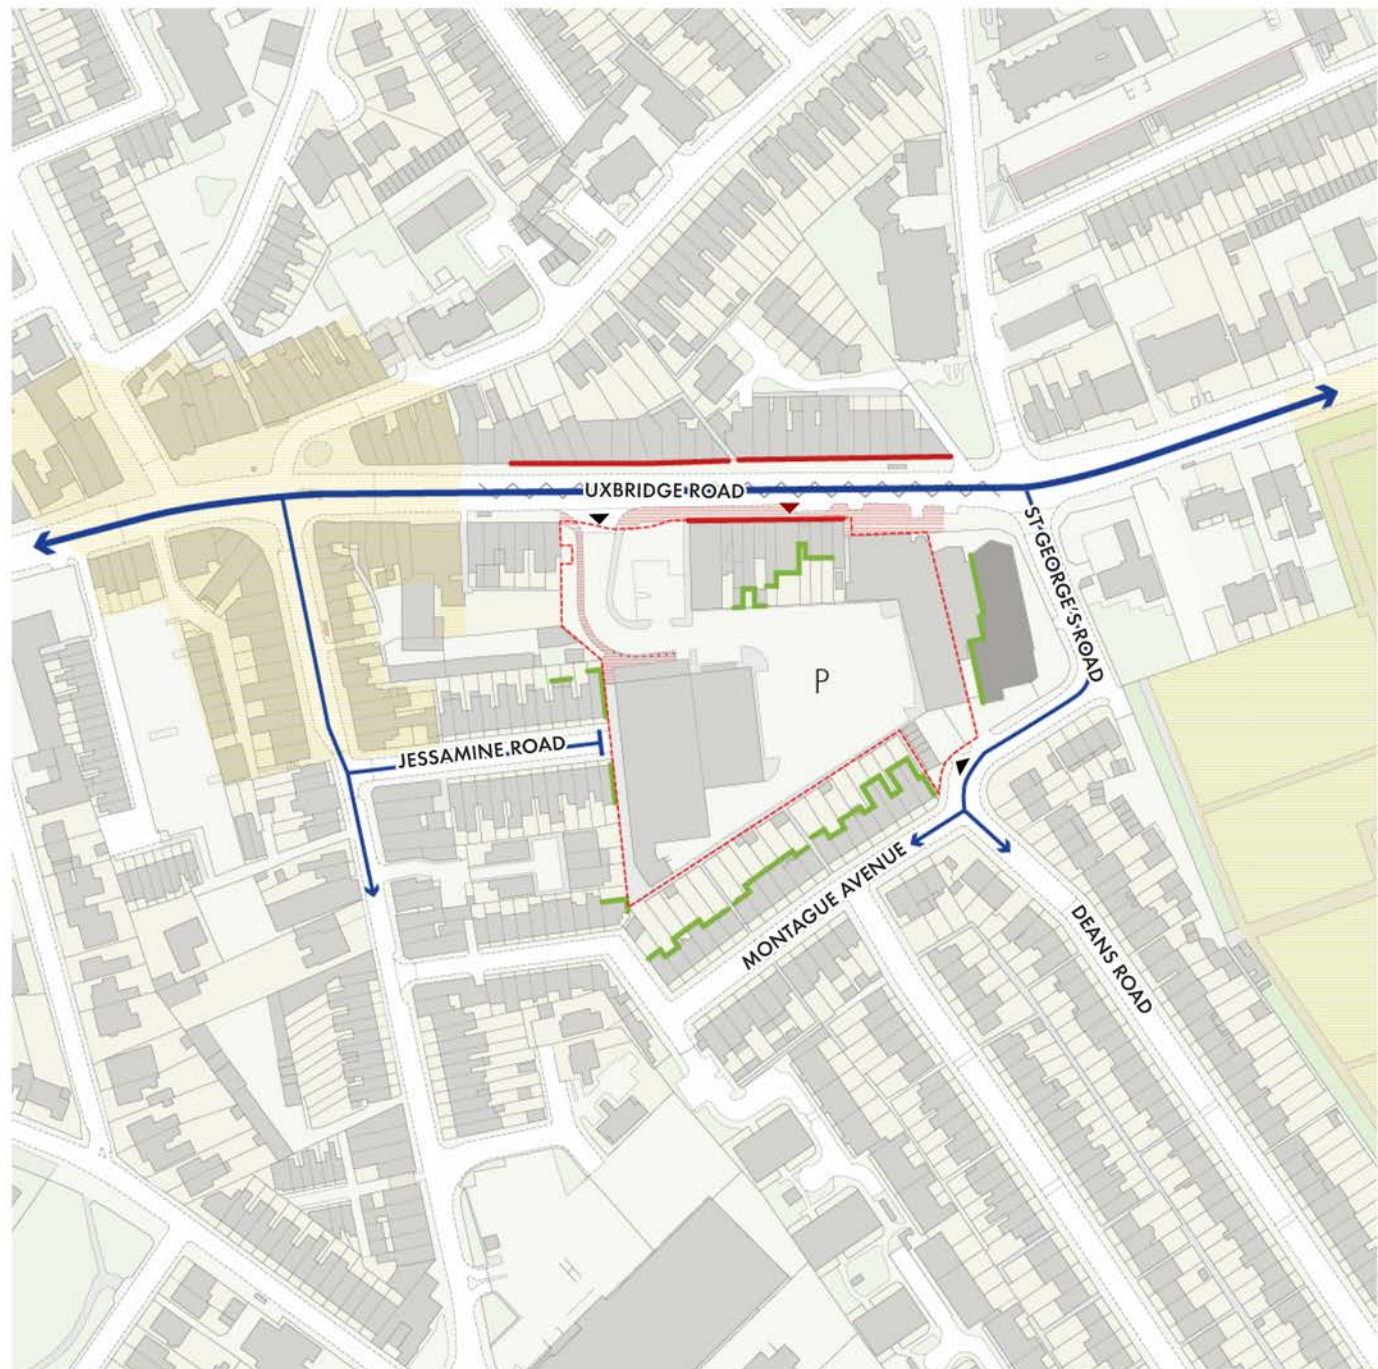 UXBRIDGE ROAD
ST GEORGE'S ROAD
P
JESSAMINE ROAD
MONTAGUE AVENUE
DEANS ROAD